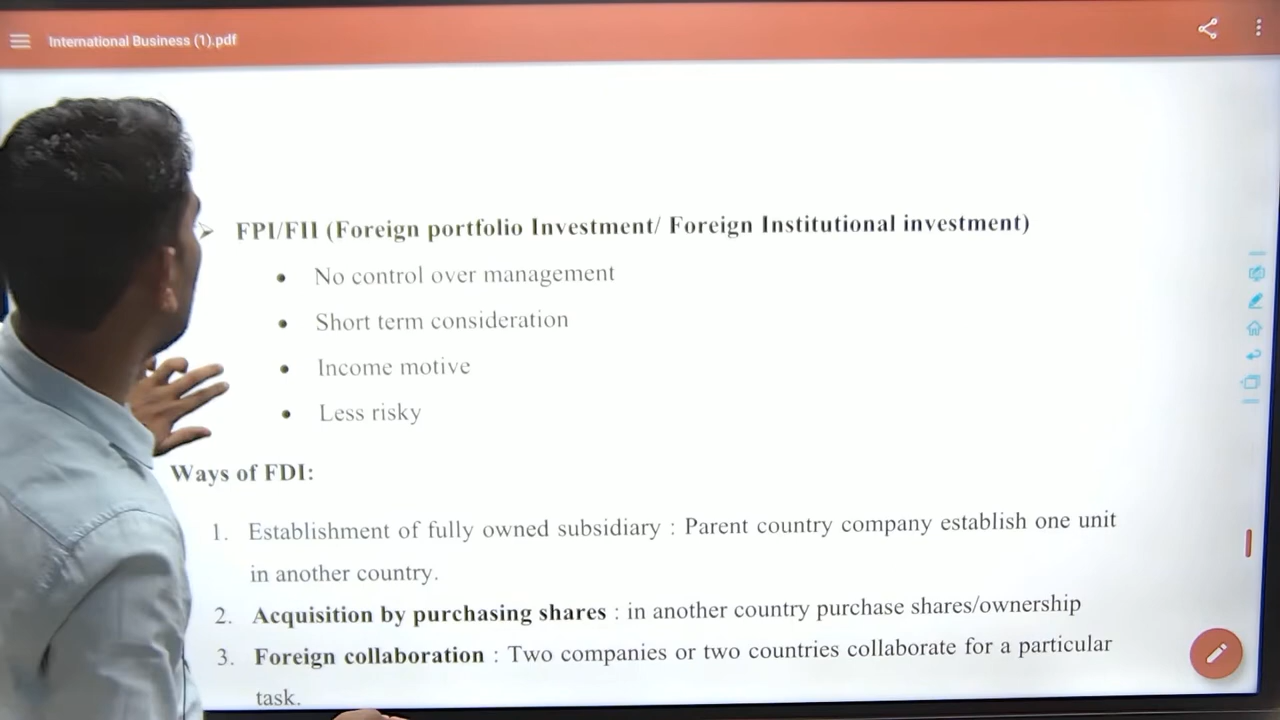 International Business (1).pdf
➢ FPI/FII (Foreign portfolio Investment/ Foreign Institutional investment)
• No control over management
• Short term consideration
• Income motive
• Less risky
Ways of FDI:
1. Establishment of fully owned subsidiary : Parent country company establish one unit
in another country.
2. Acquisition by purchasing shares : in another country purchase shares/ownership
3. Foreign collaboration : Two companies or two countries collaborate for a particular
task.